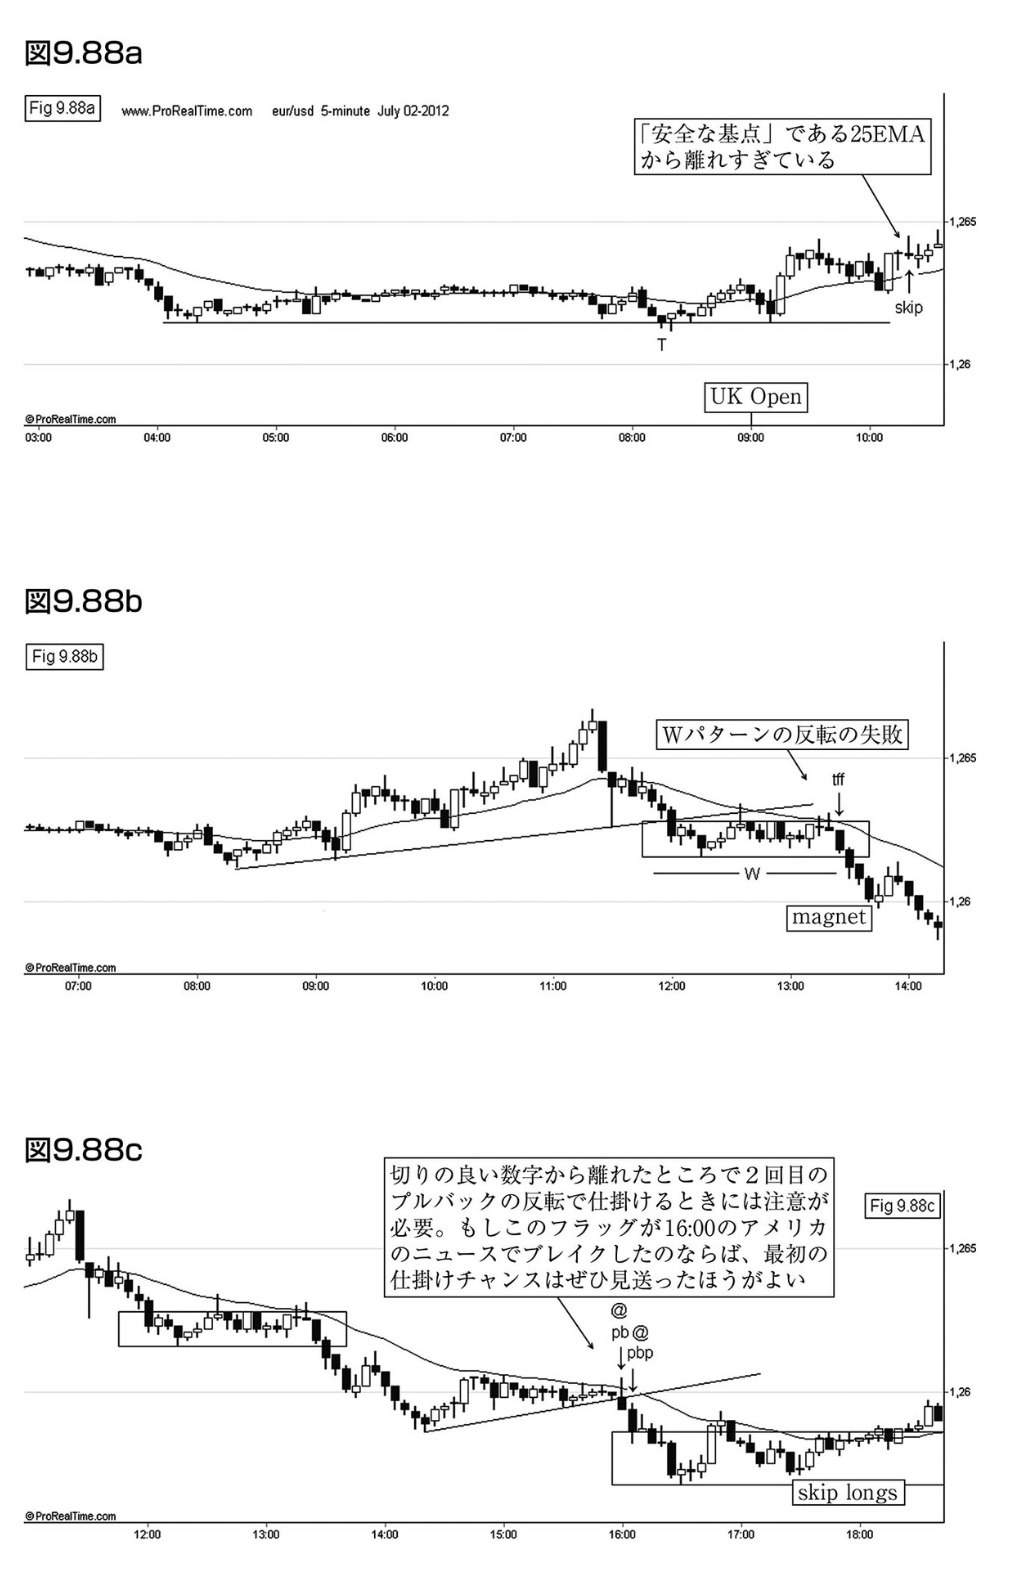 図9.88a
Fig 9.88a
www.ProRealTime.com eur/usd 5-minute July 02-2012
「安全な基点」である25EMA
から離れすぎている
1,265
skip
T
1,26
UK Open
©ProRealTime.com
03:00 04:00 05:00 06:00 07:00 08:00 09:00 10:00
図9.88b
Fig 9.88b
Wパターンの反転の失敗
1,265
tff
W
1,26
magnet
©ProRealTime.com
07:00 08:00 09:00 10:00 11:00 12:00 13:00 14:00
図9.88c
切りの良い数字から離れたところで2回目の
プルバックの反転で仕掛けるときには注意が
必要。もしこのフラッグが16:00のアメリカ
のニュースでブレイクしたのならば、最初の
仕掛けチャンスはぜひ見送ったほうがよい
Fig 9.88c
1,265
@
pb @
pbp
1,26
skip longs
©ProRealTime.com
12:00 13:00 14:00 15:00 16:00 17:00 18:00